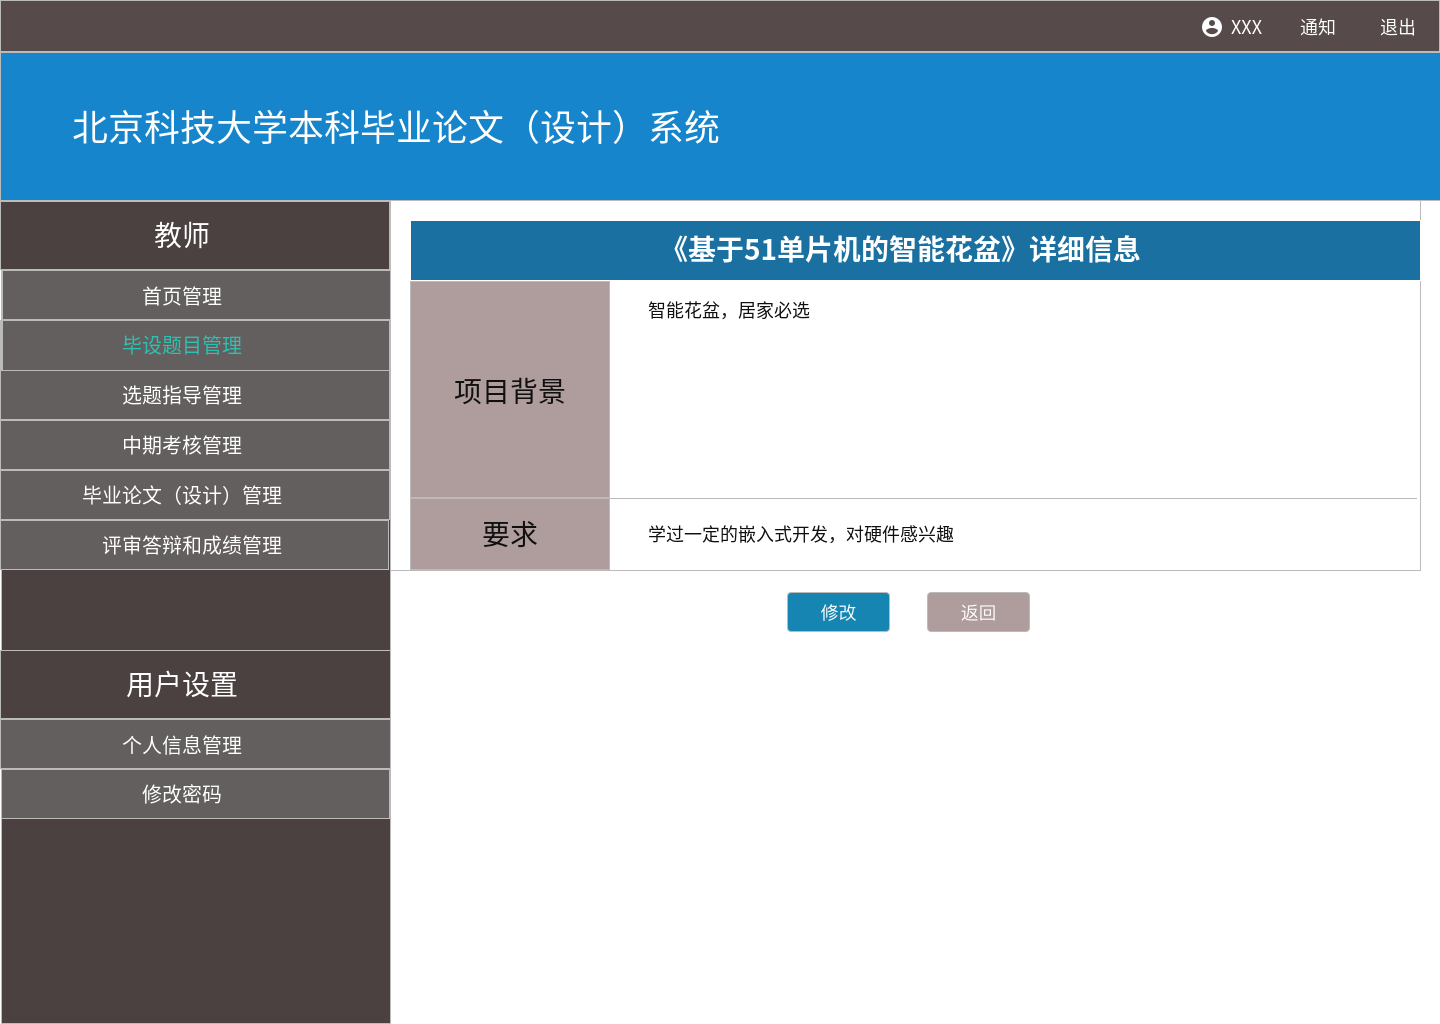 XXX 通知 退出
北京科技大学本科毕业论文（设计）系统
教师
首页管理
毕设题目管理
选题指导管理
中期考核管理
毕业论文（设计）管理
评审答辩和成绩管理
用户设置
个人信息管理
修改密码
《基于51单片机的智能花盆》详细信息
项目背景
智能花盆，居家必选
要求
学过一定的嵌入式开发，对硬件感兴趣
修改 返回